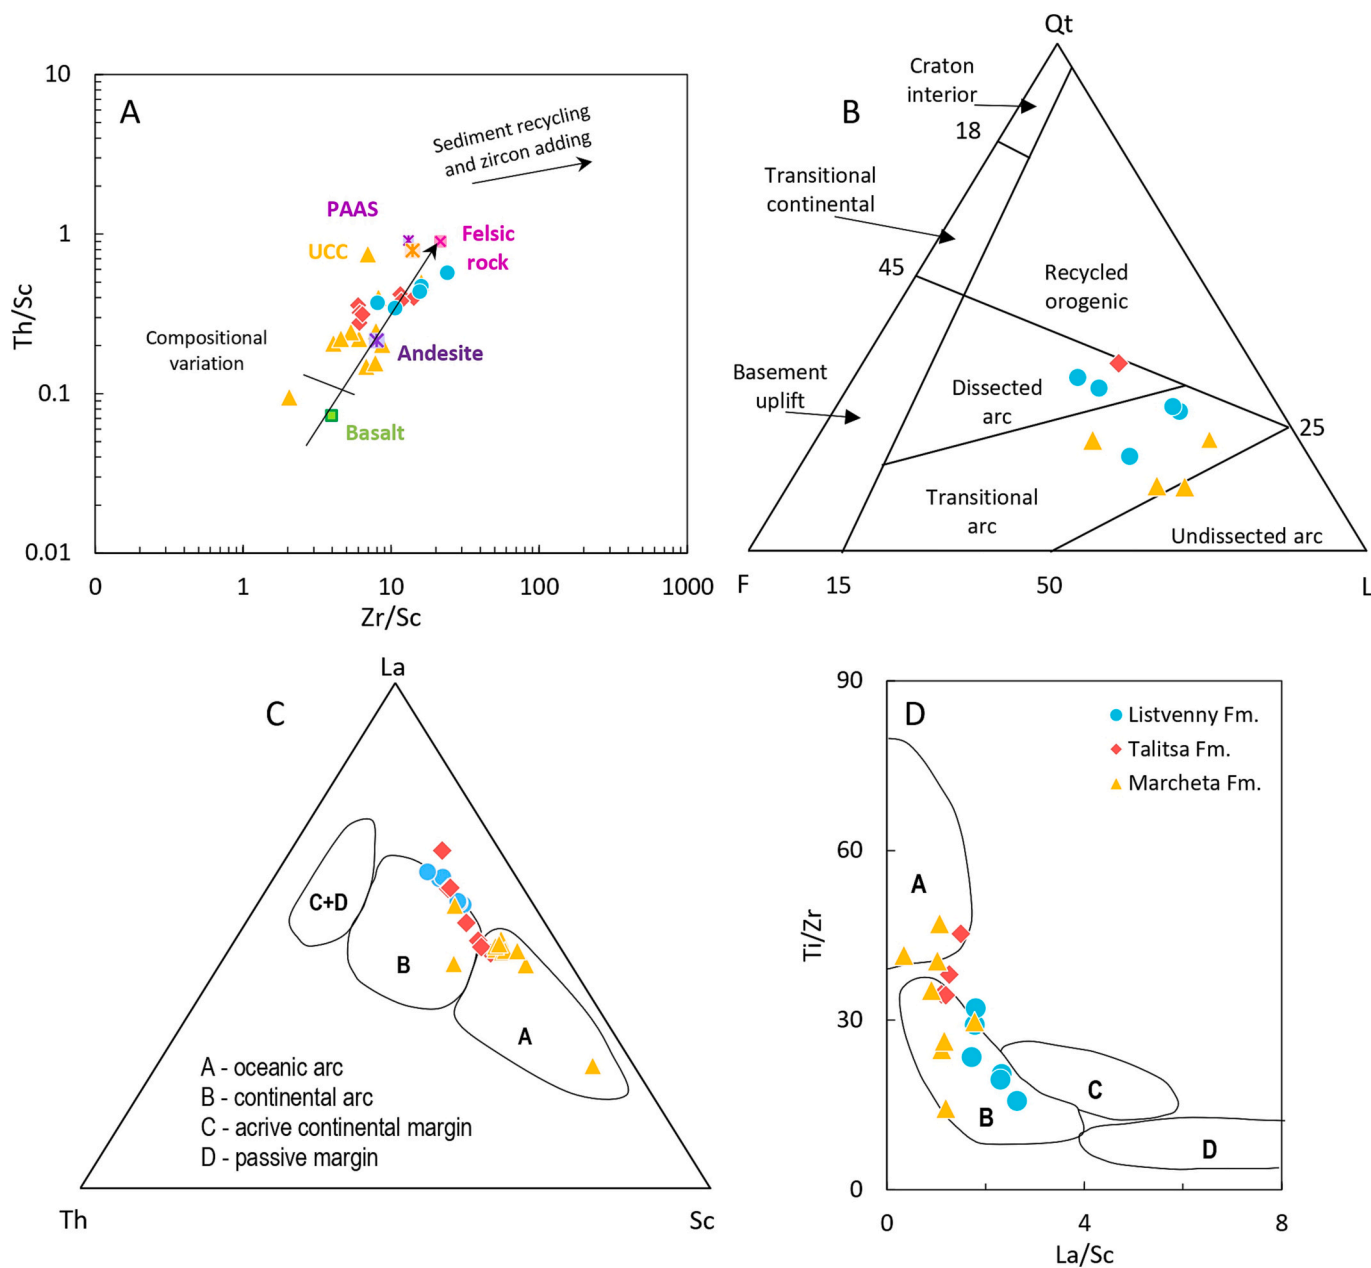 A
10
1
0.1
0.01
Th/Sc
0
1
10
100
1000
Zr/Sc
Sediment recycling
and zircon adding
PAAS
UCC
Felsic
rock
Compositional
variation
Andesite
Basalt
B
Qt
Craton
interior
18
Transitional
continental
45
Recycled
orogenic
Basement
uplift
Dissected
arc
25
Transitional
arc
Undissected arc
F
15
50
L
C
La
C+D
B
A
A - oceanic arc
B - continental arc
C - acrive continental margin
D - passive margin
Th
Sc
D
90
60
30
0
Ti/Zr
Listvenny Fm.
Talitsa Fm.
Marcheta Fm.
A
B
C
D
0
4
8
La/Sc